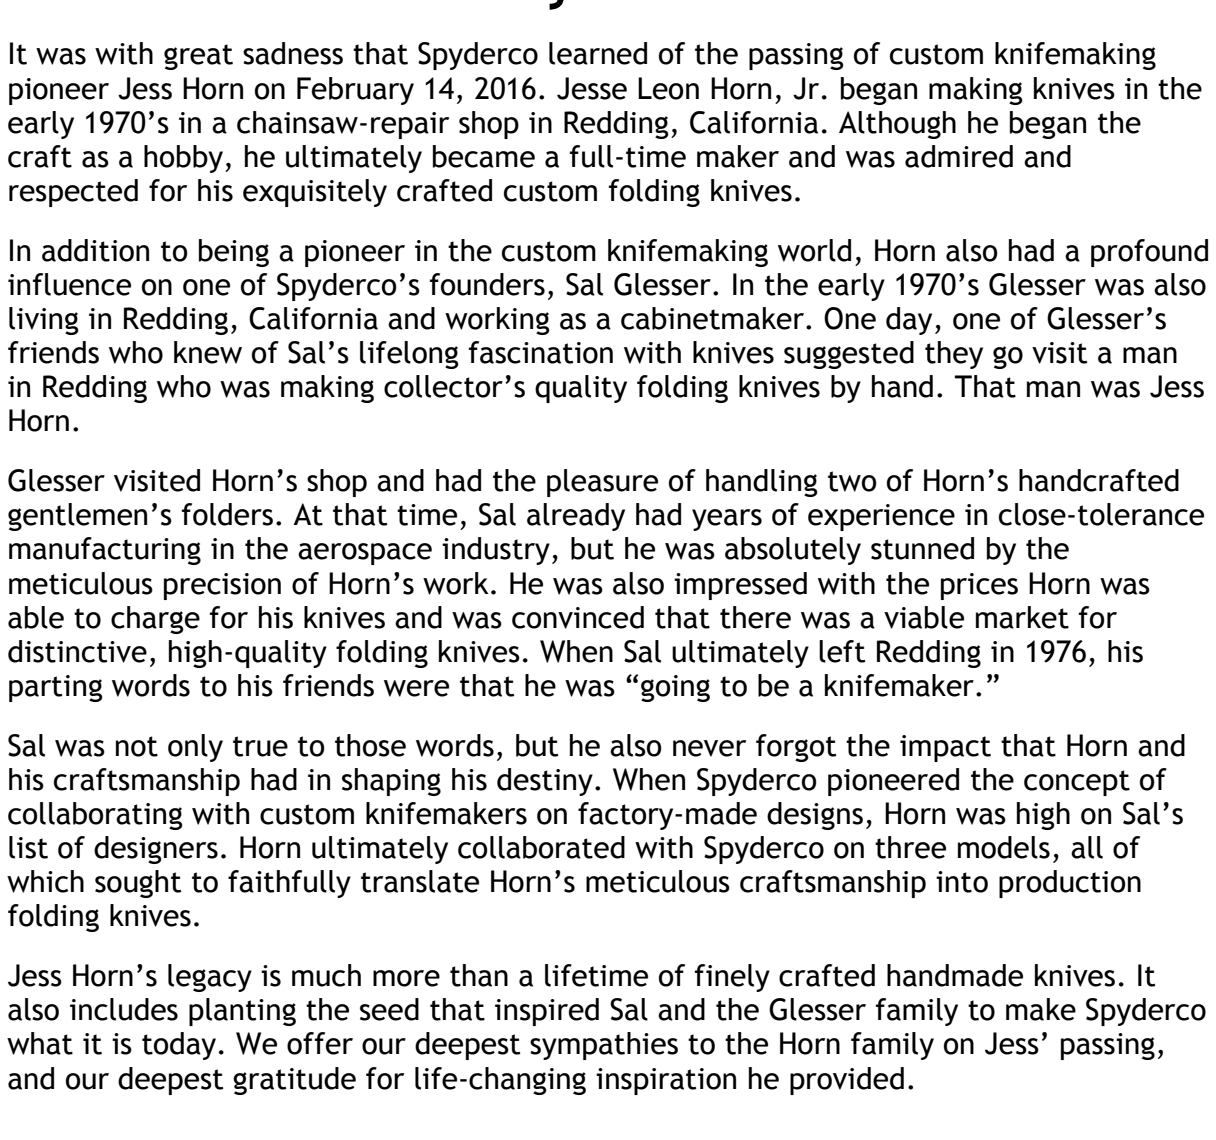 It was with great sadness that Spyderco learned of the passing of custom knifemaking
pioneer Jess Horn on February 14, 2016. Jesse Leon Horn, Jr. began making knives in the
early 1970’s in a chainsaw-repair shop in Redding, California. Although he began the
craft as a hobby, he ultimately became a full-time maker and was admired and
respected for his exquisitely crafted custom folding knives.
In addition to being a pioneer in the custom knifemaking world, Horn also had a profound
influence on one of Spyderco’s founders, Sal Glesser. In the early 1970’s Glesser was also
living in Redding, California and working as a cabinetmaker. One day, one of Glesser’s
friends who knew of Sal’s lifelong fascination with knives suggested they go visit a man
in Redding who was making collector’s quality folding knives by hand. That man was Jess
Horn.
Glesser visited Horn’s shop and had the pleasure of handling two of Horn’s handcrafted
gentlemen’s folders. At that time, Sal already had years of experience in close-tolerance
manufacturing in the aerospace industry, but he was absolutely stunned by the
meticulous precision of Horn’s work. He was also impressed with the prices Horn was
able to charge for his knives and was convinced that there was a viable market for
distinctive, high-quality folding knives. When Sal ultimately left Redding in 1976, his
parting words to his friends were that he was “going to be a knifemaker.”
Sal was not only true to those words, but he also never forgot the impact that Horn and
his craftsmanship had in shaping his destiny. When Spyderco pioneered the concept of
collaborating with custom knifemakers on factory-made designs, Horn was high on Sal’s
list of designers. Horn ultimately collaborated with Spyderco on three models, all of
which sought to faithfully translate Horn’s meticulous craftsmanship into production
folding knives.
Jess Horn’s legacy is much more than a lifetime of finely crafted handmade knives. It
also includes planting the seed that inspired Sal and the Glesser family to make Spyderco
what it is today. We offer our deepest sympathies to the Horn family on Jess’ passing,
and our deepest gratitude for life-changing inspiration he provided.